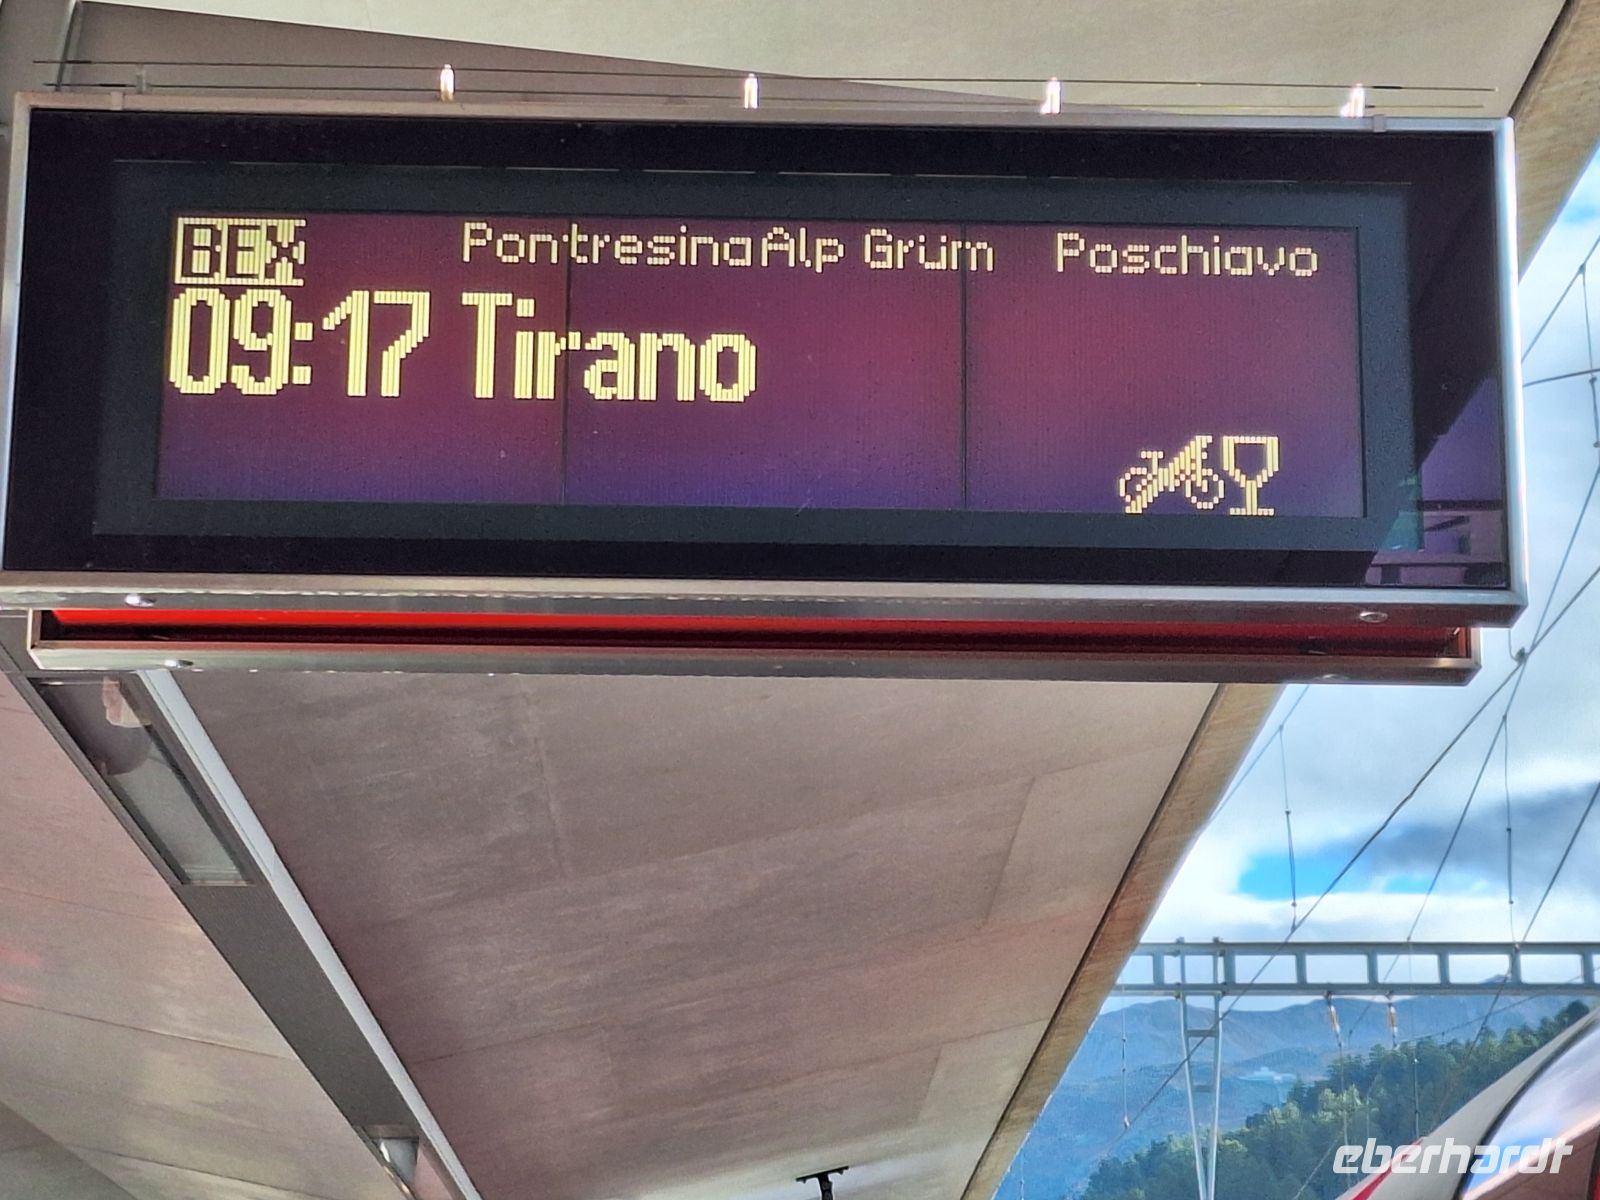 BEX Pontresina Alp Grüm Poschiavo
09:17 Tirano
eberhardt